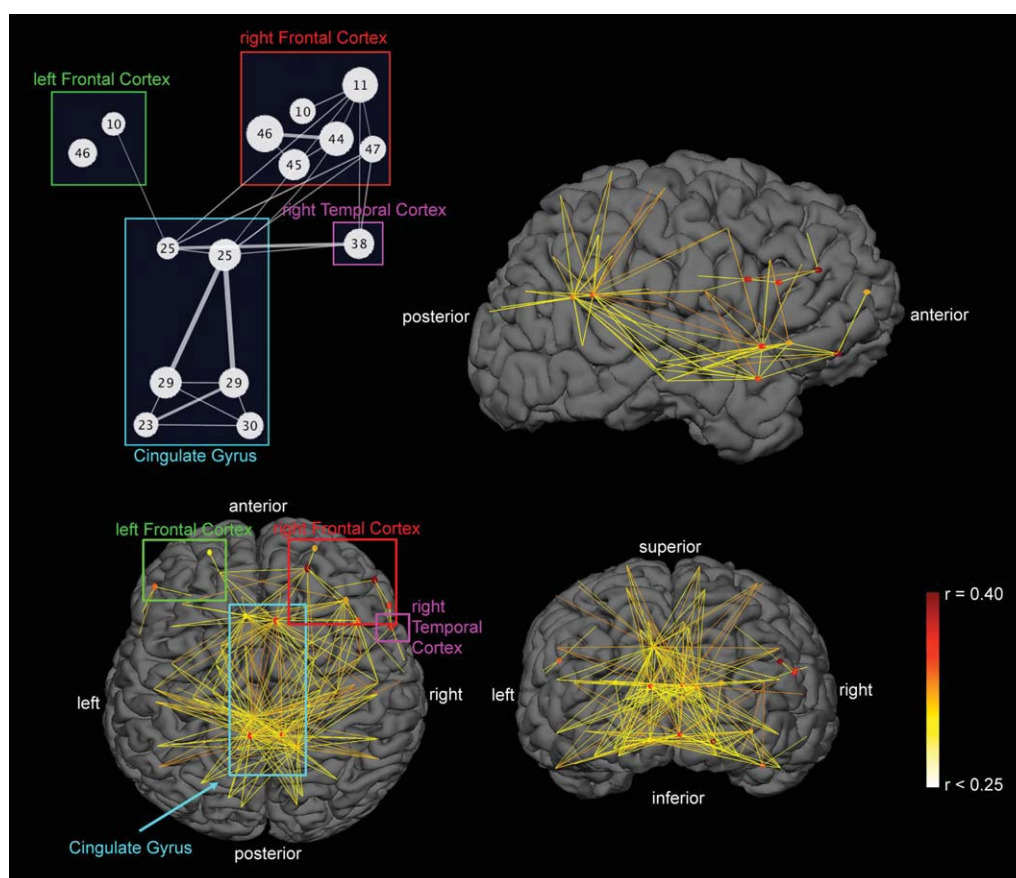 right Frontal Cortex
left Frontal Cortex
11
10
10
46
44
46
45
47
right Temporal Cortex
25
25
38
29
29
23
30
Cingulate Gyrus
posterior
anterior
anterior
left Frontal Cortex
right Frontal Cortex
right
Temporal
Cortex
left
right
Cingulate Gyrus
posterior
superior
left
right
inferior
r = 0.40
r < 0.25